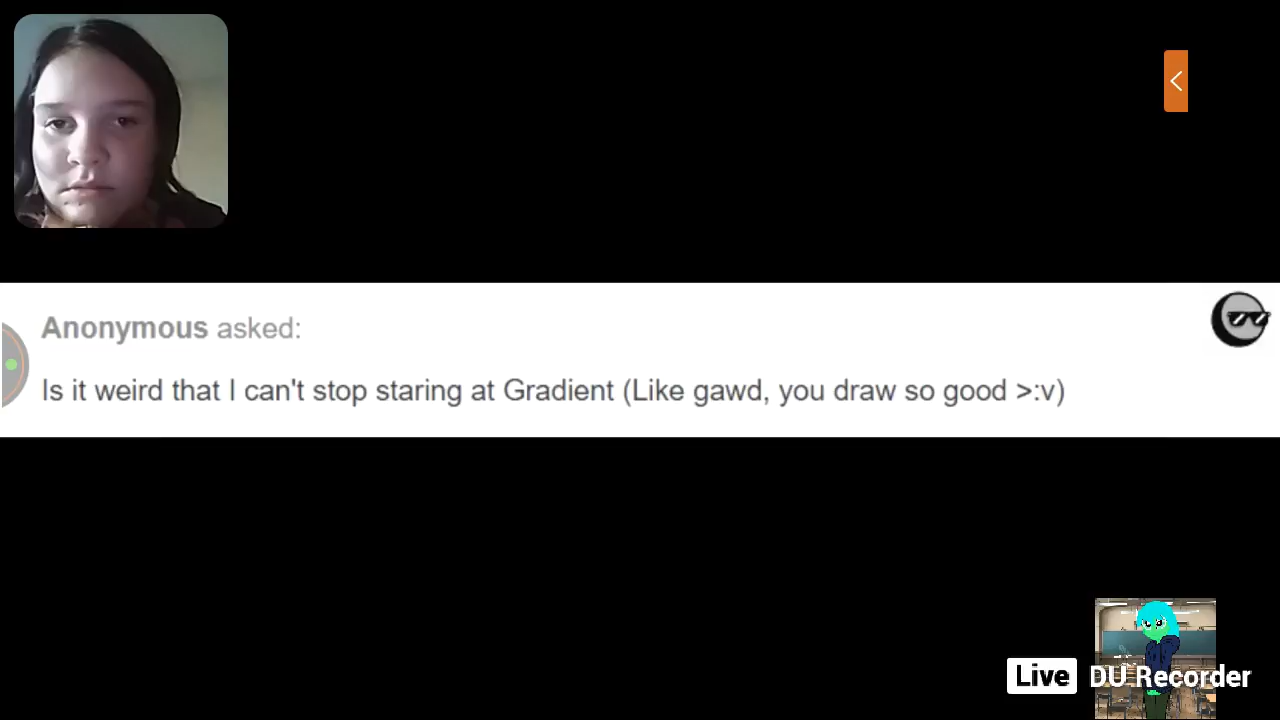 Anonymous asked:
Is it weird that I can't stop staring at Gradient (Like gawd, you draw so good >:v)
Live DU Recorder